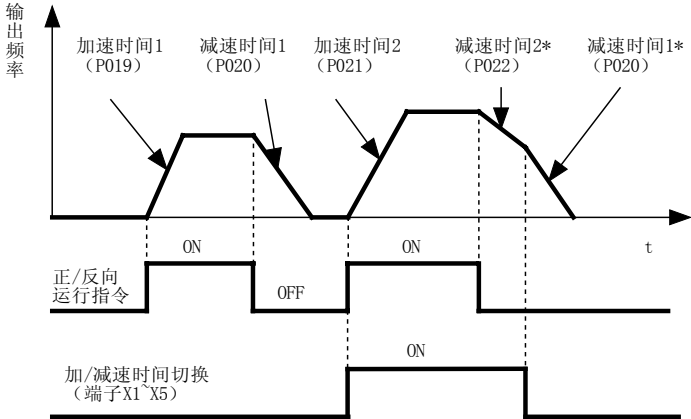 输出频率
加速时间1
（P019）
减速时间1
（P020）
加速时间2
（P021）
减速时间2*
（P022）
减速时间1*
（P020）
ON
ON
t
正/反向
运行指令
OFF
ON
加/减速时间切换
（端子X1~X5）